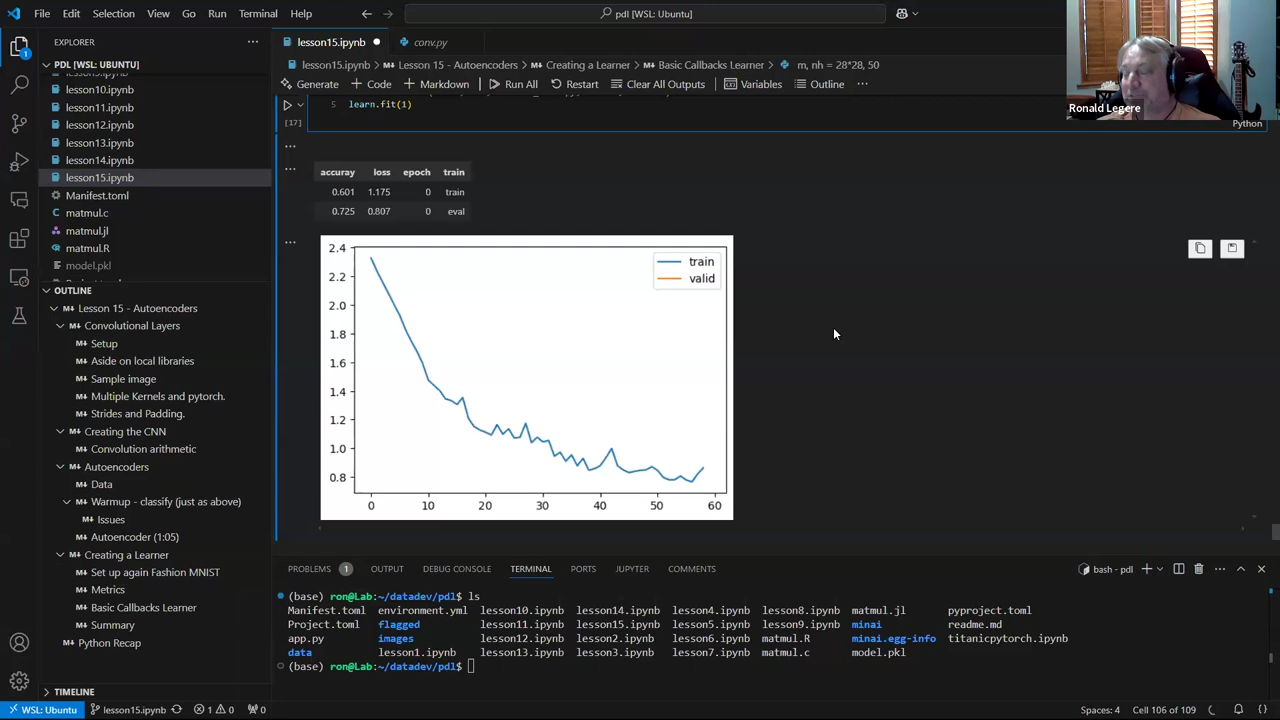 File Edit Selection View Go Run Terminal Help
pdl [WSL: Ubuntu]
EXPLORER
lesson15.ipynb
conv.py
PDL [WSL: UBUNTU]
lesson15.ipynb > Lesson 15 - Autoencoders > Creating a Learner > Basic Callbacks Learner > m, nh = 28*28, 50
Generate + Code + Markdown Run All Restart Clear All Outputs Variables Outline ...
Ronald Legere
lesson10.ipynb
lesson11.ipynb
lesson12.ipynb
lesson13.ipynb
lesson14.ipynb
lesson15.ipynb
Manifest.toml
matmul.c
matmul.jl
matmul.R
model.pkl
5 learn.fit(1)
[17]
Python
accuray loss epoch train
0.601 1.175 0 train
0.725 0.807 0 eval
2.4
2.2
2.0
1.8
1.6
1.4
1.2
1.0
0.8
0 10 20 30 40 50 60
train
valid
OUTLINE
Lesson 15 - Autoencoders
Convolutional Layers
Setup
Aside on local libraries
Sample image
Multiple Kernels and pytorch.
Strides and Padding.
Creating the CNN
Convolution arithmetic
Autoencoders
Data
Warmup - classify (just as above)
Issues
Autoencoder (1:05)
Creating a Learner
Set up again Fashion MNIST
Metrics
Basic Callbacks Learner
Summary
Python Recap
TIMELINE
PROBLEMS 1 OUTPUT DEBUG CONSOLE TERMINAL PORTS JUPYTER COMMENTS
bash - pdl
(base) ron@Lab:~/datadev/pdl$ ls
Manifest.toml environment.yml lesson10.ipynb lesson14.ipynb lesson4.ipynb lesson8.ipynb matmul.jl pyproject.toml
Project.toml flagged lesson11.ipynb lesson15.ipynb lesson5.ipynb lesson9.ipynb minai readme.md
app.py images lesson12.ipynb lesson2.ipynb lesson6.ipynb matmul.R minai.egg-info titanicpytorch.ipynb
data lesson1.ipynb lesson13.ipynb lesson3.ipynb lesson7.ipynb matmul.c model.pkl
(base) ron@Lab:~/datadev/pdl$
WSL: Ubuntu lesson15.ipynb 1 0 0 Spaces: 4 Cell 106 of 109